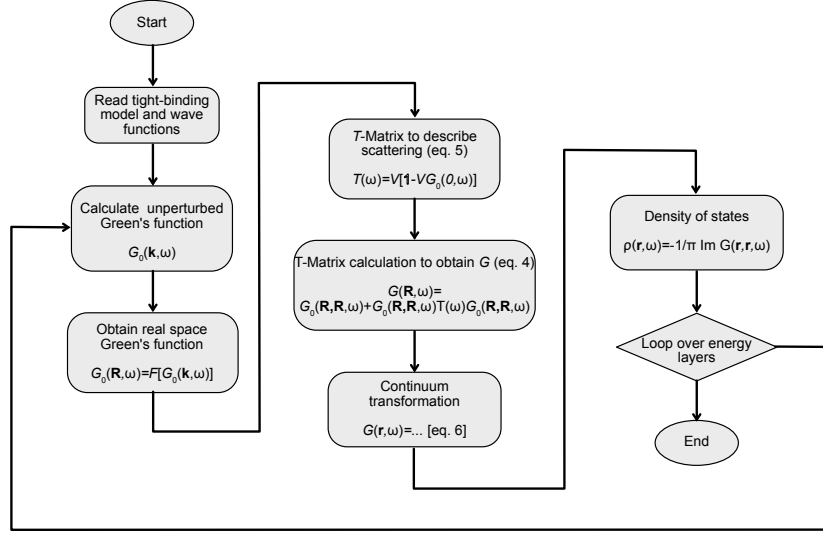 Start
Read tight-binding
model and wave
functions
Calculate unperturbed
Green's function
G₀(k,ω)
Obtain real space
Green's function
G₀(R,ω)=F[G₀(k,ω)]
T-Matrix to describe
scattering (eq. 5)
T(ω)=V[1-VG₀(0,ω)]
T-Matrix calculation to obtain G (eq. 4)
G(R,ω)=
G₀(R,R,ω)+G₀(R,R,ω)T(ω)G₀(R,R,ω)
Continuum
transformation
G(r,ω)=... [eq. 6]
Density of states
ρ(r,ω)=-1/π Im G(r,r,ω)
Loop over energy
layers
End